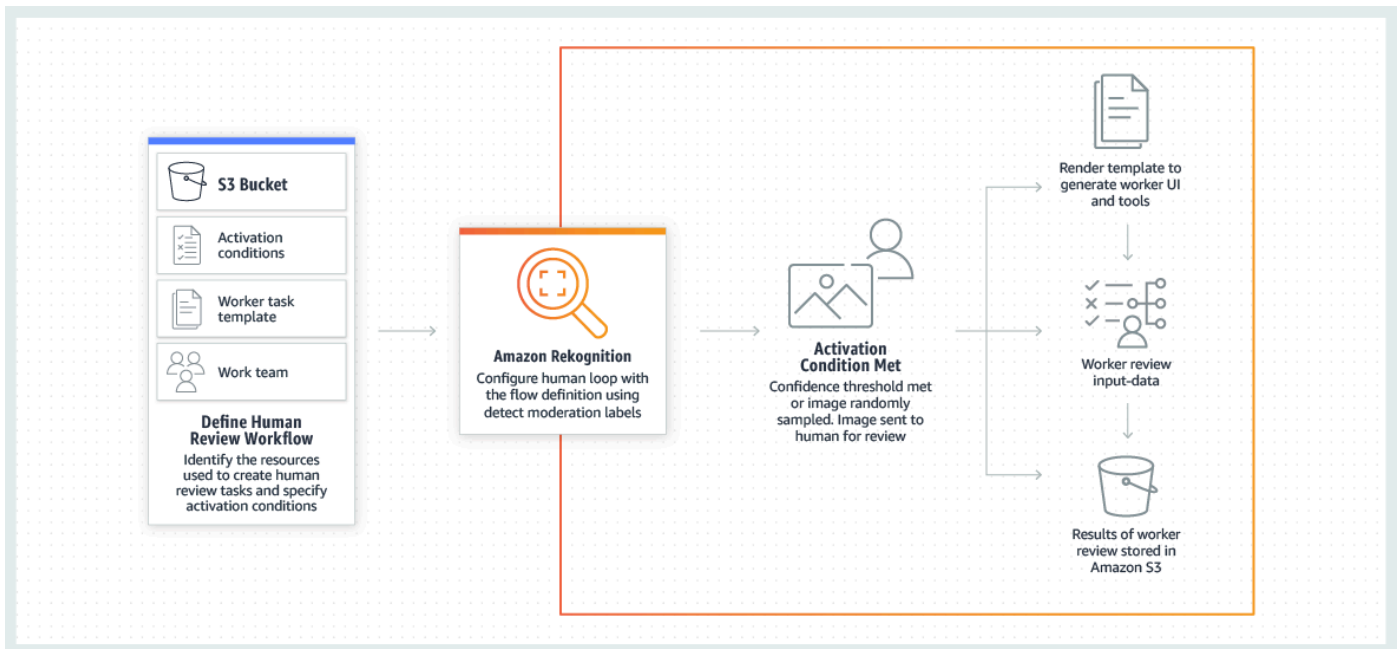 S3 Bucket
Activation
conditions
Worker task
template
Work team
Define Human
Review Workflow
Identify the resources
used to create human
review tasks and specify
activation conditions
Amazon Rekognition
Configure human loop with
the flow definition using
detect moderation labels
Activation
Condition Met
Confidence threshold met
or image randomly
sampled. Image sent to
human for review
Render template to
generate worker UI
and tools
Worker review
input-data
Results of worker
review stored in
Amazon S3